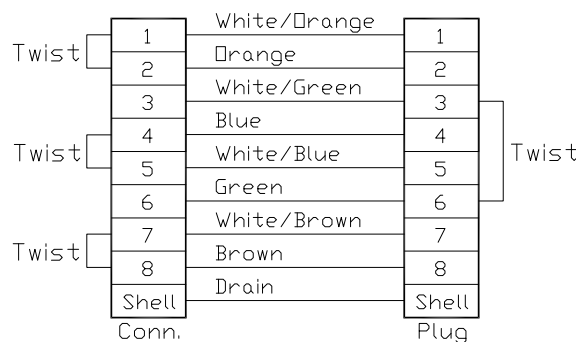 White/Orange
1 1
Twist
Orange
2 2
White/Green
3 3
Blue
4 4
Twist Twist
White/Blue
5 5
Green
6 6
White/Brown
7 7
Twist
Brown
8 8
Drain
Shell Shell
Conn. Plug